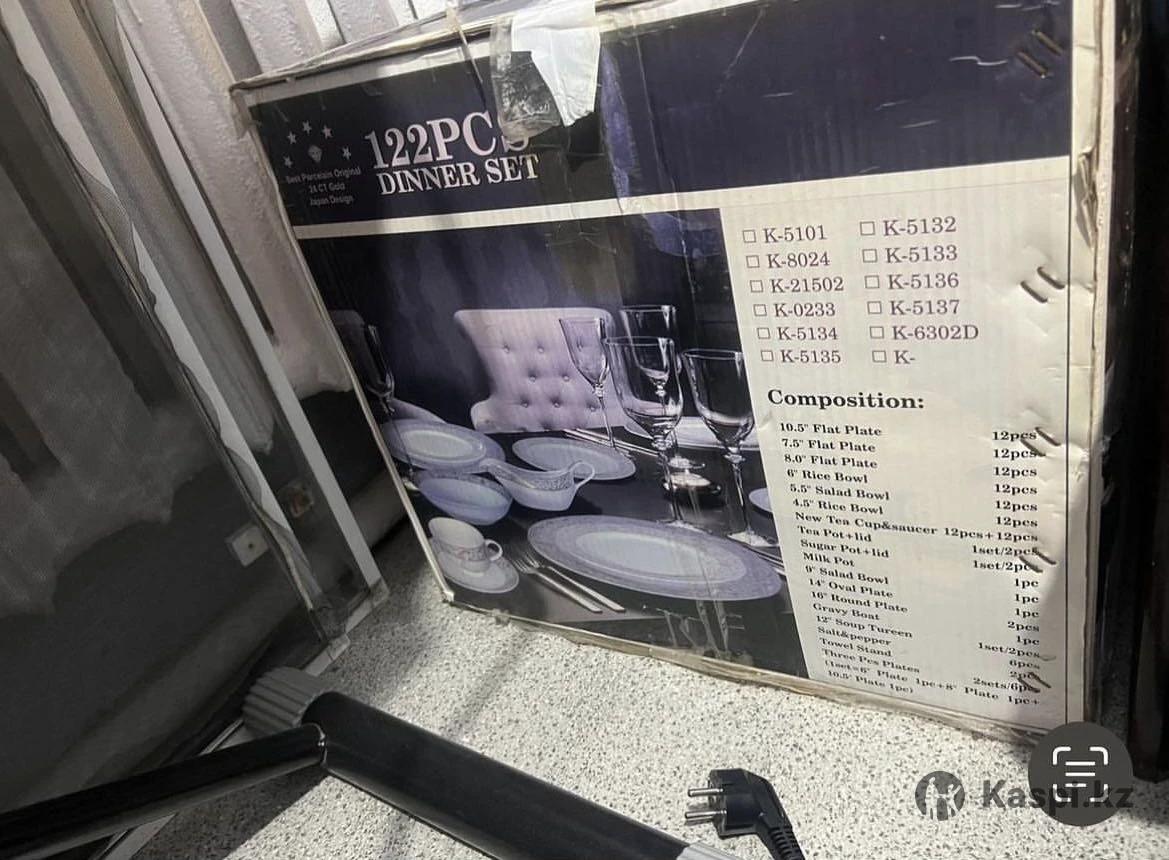 Best Porcelain Original
24 CT Gold
Japan Design
122PCS
DINNER SET
K-5101
K-8024
K-21502
K-0233
K-5134
K-5135
K-5132
K-5133
K-5136
K-5137
K-6302D
K-
Composition:
10.5" Flat Plate 12pcs
7.5" Flat Plate 12pcs
8.0" Flat Plate 12pcs
6" Rice Bowl 12pcs
5.5" Salad Bowl 12pcs
4.5" Rice Bowl 12pcs
New Tea Cup&saucer 12pcs+12pcs
Tea Pot+lid 1set/2pcs
Sugar Pot+lid 1set/2pcs
Milk Pot 1pc
9" Salad Bowl 1pc
14" Oval Plate 1pc
16" Round Plate 2pcs
Gravy Boat 1pc
12" Soup Tureen 1set/2pcs
Salt&pepper 6pcs
Towel Stand 2pc
Three Pcs Plates 2sets/6pc
(1set=6" Plate 1pc+8" Plate 1pc+
10.5" Plate 1pc)
Kaspi.kz